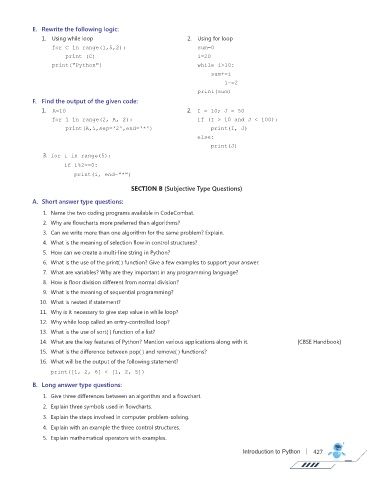 E. Rewrite the following logic:
1. Using while loop
for C in range(1,6,2):
print (C)
print("Python")
2. Using for loop
sum=0
i=20
while i>10:
sum+=i
i-=2
print(sum)
F. Find the output of the given code:
1. A=10
for i in range(2, A, 2):
print(A,i,sep='2',end='*')
2. I = 10; J = 50
if (I > 10 and J < 100):
print(I, J)
else:
print(J)
3. for i in range(5):
if i%2==0:
print(i, end="*")
SECTION B (Subjective Type Questions)
A. Short answer type questions:
1. Name the two coding programs available in CodeCombat.
2. Why are flowcharts more preferred than algorithms?
3. Can we write more than one algorithm for the same problem? Explain.
4. What is the meaning of selection flow in control structures?
5. How can we create a multi-line string in Python?
6. What is the use of the print() function? Give a few examples to support your answer.
7. What are variables? Why are they important in any programming language?
8. How is floor division different from normal division?
9. What is the meaning of sequential programming?
10. What is nested if statement?
11. Why is it necessary to give step value in while loop?
12. Why while loop called an entry-controlled loop?
13. What is the use of sort() function of a list?
14. What are the key features of Python? Mention various applications along with it. (CBSE Handbook)
15. What is the difference between pop() and remove() functions?
16. What will be the output of the following statement?
print([1, 2, 6] < [1, 2, 5])
B. Long answer type questions:
1. Give three differences between an algorithm and a flowchart.
2. Explain three symbols used in flowcharts.
3. Explain the steps involved in computer problem-solving.
4. Explain with an example the three control structures.
5. Explain mathematical operators with examples.
Introduction to Python | 427